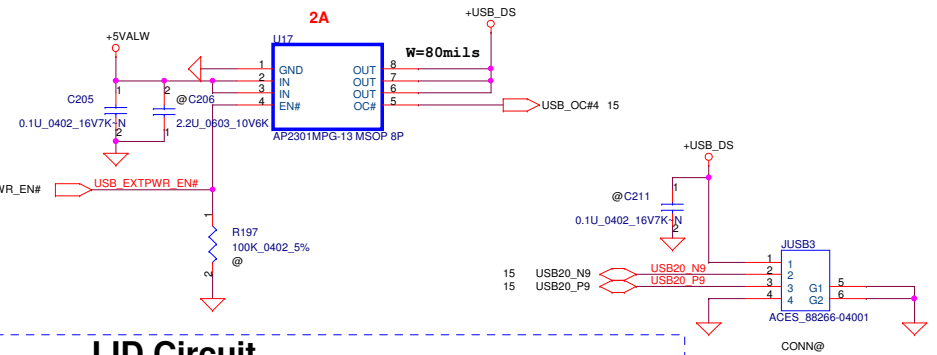 2A
+USB_DS
+5VALW
U17
W=80mils
1 GND OUT 8
2 IN OUT 7
3 IN OUT 6
4 EN# OC# 5
USB_OC#4 15
AP2301MPG-13 MSOP 8P
C205
1
2
0.1U_0402_16V7K~N
@C206
2
1
2.2U_0603_10V6K
WR_EN#
USB_EXTPWR_EN#
1
R197
100K_0402_5%
@
2
+USB_DS
@C211
1
2
0.1U_0402_16V7K~N
JUSB3
1 1
15 USB20_N9 USB20_N9 2 2
15 USB20_P9 USB20_P9 3 3 G1 5
4 4 G2 6
ACES_88266-04001
CONN@
LID Circuit